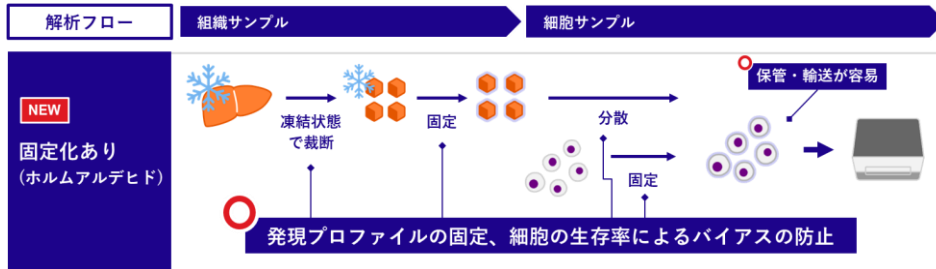 解析フロー
組織サンプル
細胞サンプル
NEW
固定化あり
(ホルムアルデヒド)
凍結状態
で裁断
固定
分散
固定
保管・輸送が容易
発現プロファイルの固定、細胞の生存率によるバイアスの防止